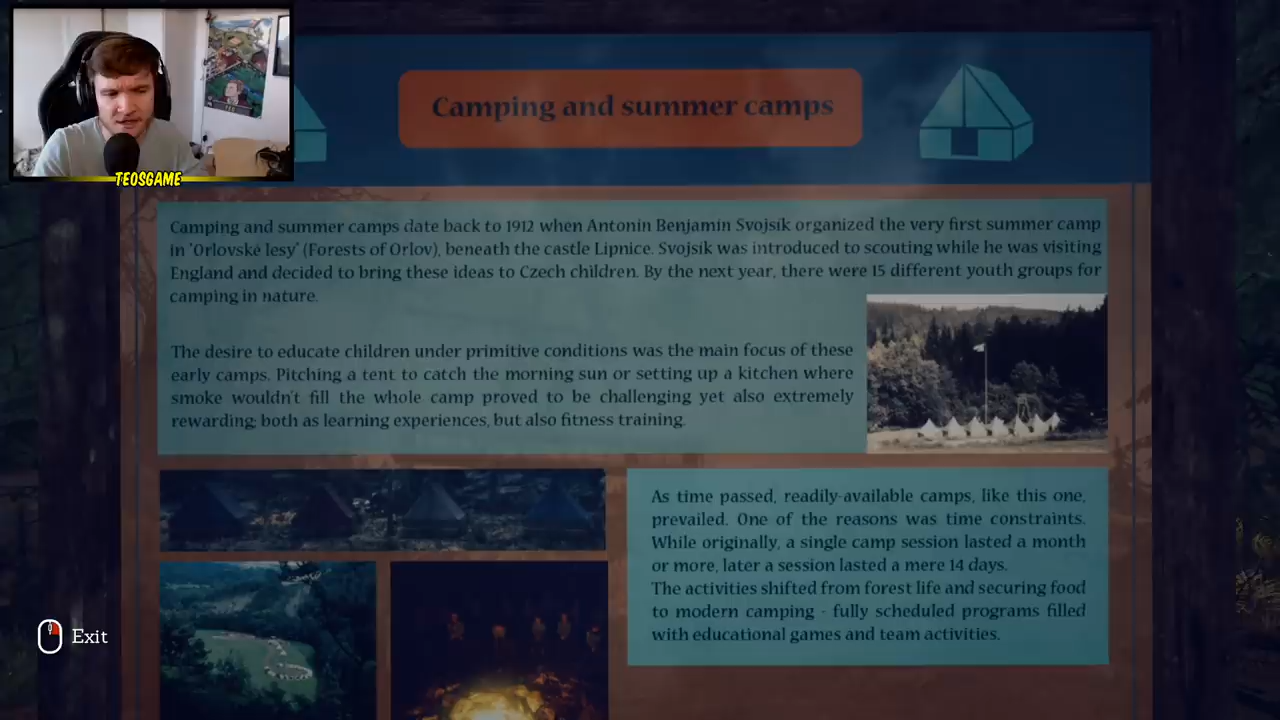 TEOSGAME
Camping and summer camps
Camping and summer camps date back to 1912 when Antonín Benjamín Svojsík organized the very first summer camp
in "Orlovské lesy" (Forests of Orlov), beneath the castle Lipnice. Svojsík was introduced to scouting while he was visiting
England and decided to bring these ideas to Czech children. By the next year, there were 15 different youth groups for
camping in nature.
The desire to educate children under primitive conditions was the main focus of these
early camps. Pitching a tent to catch the morning sun or setting up a kitchen where
smoke wouldn't fill the whole camp proved to be challenging yet also extremely
rewarding; both as learning experiences, but also fitness training.
As time passed, readily-available camps, like this one,
prevailed. One of the reasons was time constraints.
While originally, a single camp session lasted a month
or more, later a session lasted a mere 14 days.
The activities shifted from forest life and securing food
to modern camping - fully scheduled programs filled
with educational games and team activities.
Exit